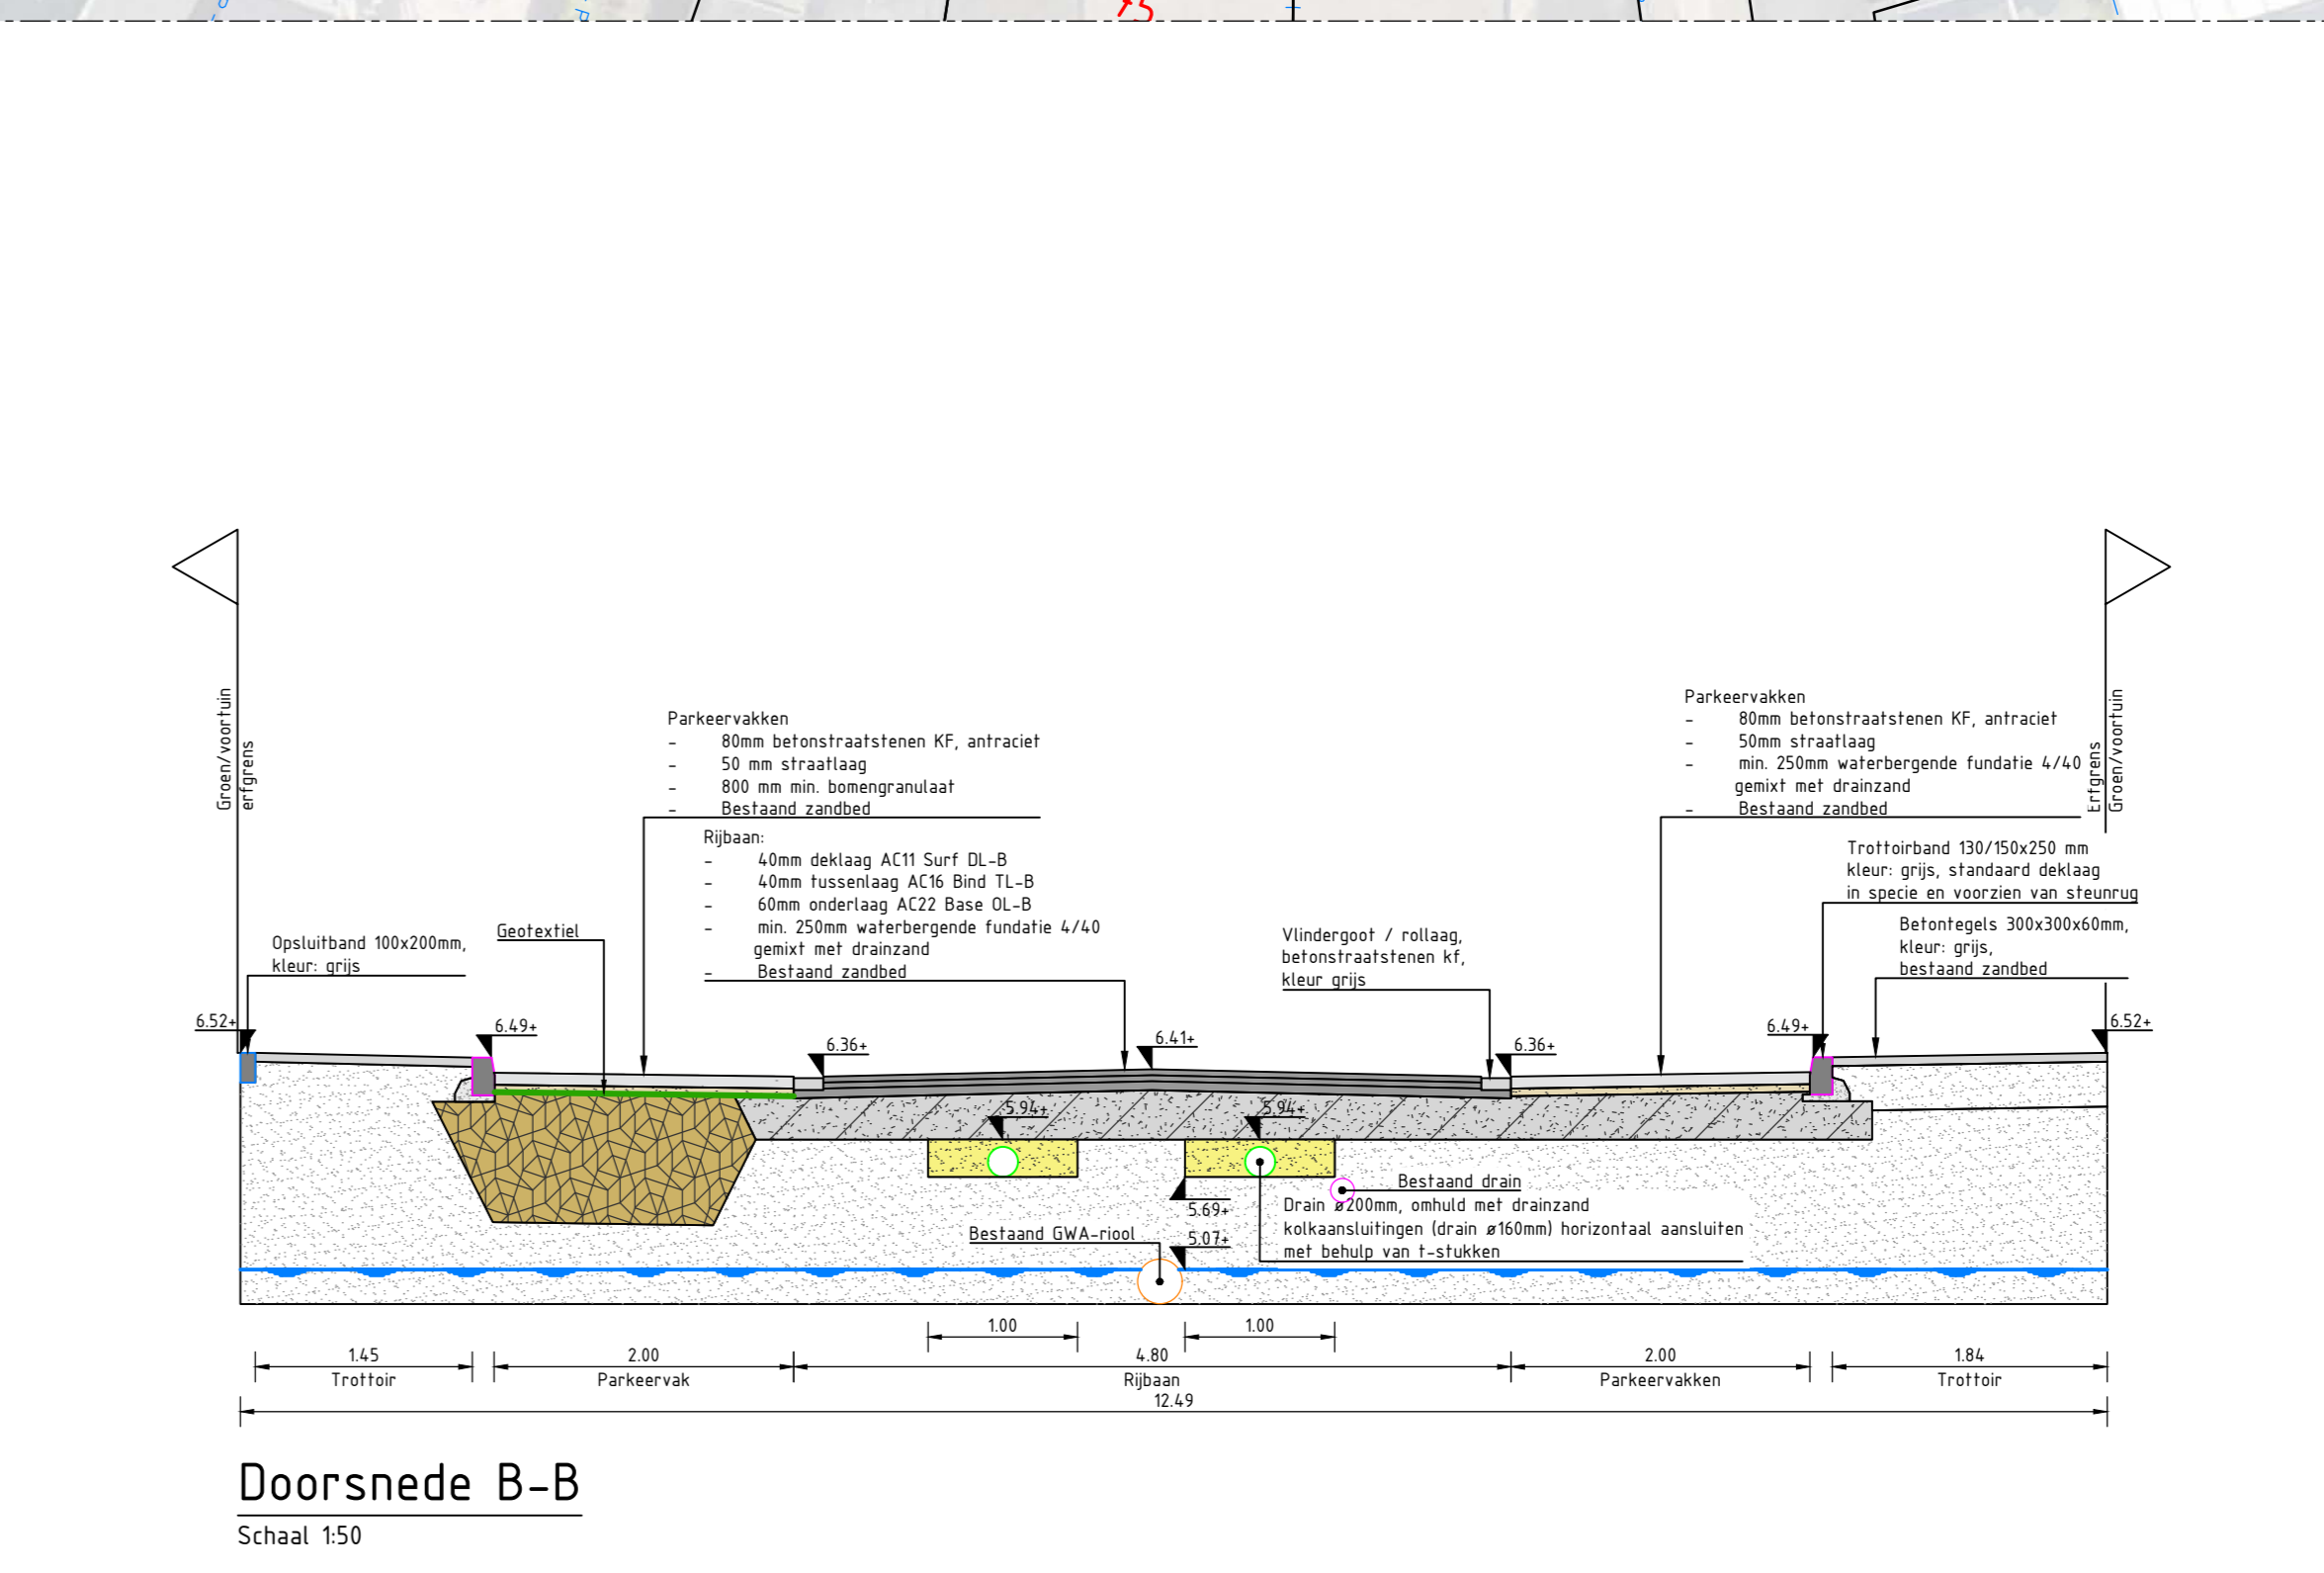 P
15
Groen/voortuin
erfgrens
Parkeervakken
- 80mm betonstraatstenen KF, antraciet
- 50 mm straatlaag
- 800 mm min. bomengranulaat
- Bestaand zandbed
Rijbaan:
- 40mm deklaag AC11 Surf DL-B
- 40mm tussenlaag AC16 Bind TL-B
- 60mm onderlaag AC22 Base OL-B
- min. 250mm waterbergende fundatie 4/40
gemixt met drainzand
- Bestaand zandbed
Parkeervakken
- 80mm betonstraatstenen KF, antraciet
- 50mm straatlaag
- min. 250mm waterbergende fundatie 4/40
gemixt met drainzand
- Bestaand zandbed
Erfgrens
Groen/voortuin
Trottoirband 130/150x250 mm
kleur: grijs, standaard deklaag
in specie en voorzien van steunrug
Betontegels 300x300x60mm,
kleur: grijs,
bestaand zandbed
Opsluitband 100x200mm,
kleur: grijs
Geotextiel
Vlindergoot / rollaag,
betonstraatstenen kf,
kleur grijs
6.52+
6.49+
6.36+
6.41+
6.36+
6.49+
6.52+
5.94+
5.94+
Bestaand drain
5.69+
Drain ø200mm, omhuld met drainzand
kolkaansluitingen (drain ø160mm) horizontaal aansluiten
met behulp van t-stukken
Bestaand GWA-riool
5.07+
1.00
1.00
1.45
2.00
4.80
2.00
1.84
Trottoir
Parkeervak
Rijbaan
Parkeervakken
Trottoir
12.49
Doorsnede B-B
Schaal 1:50